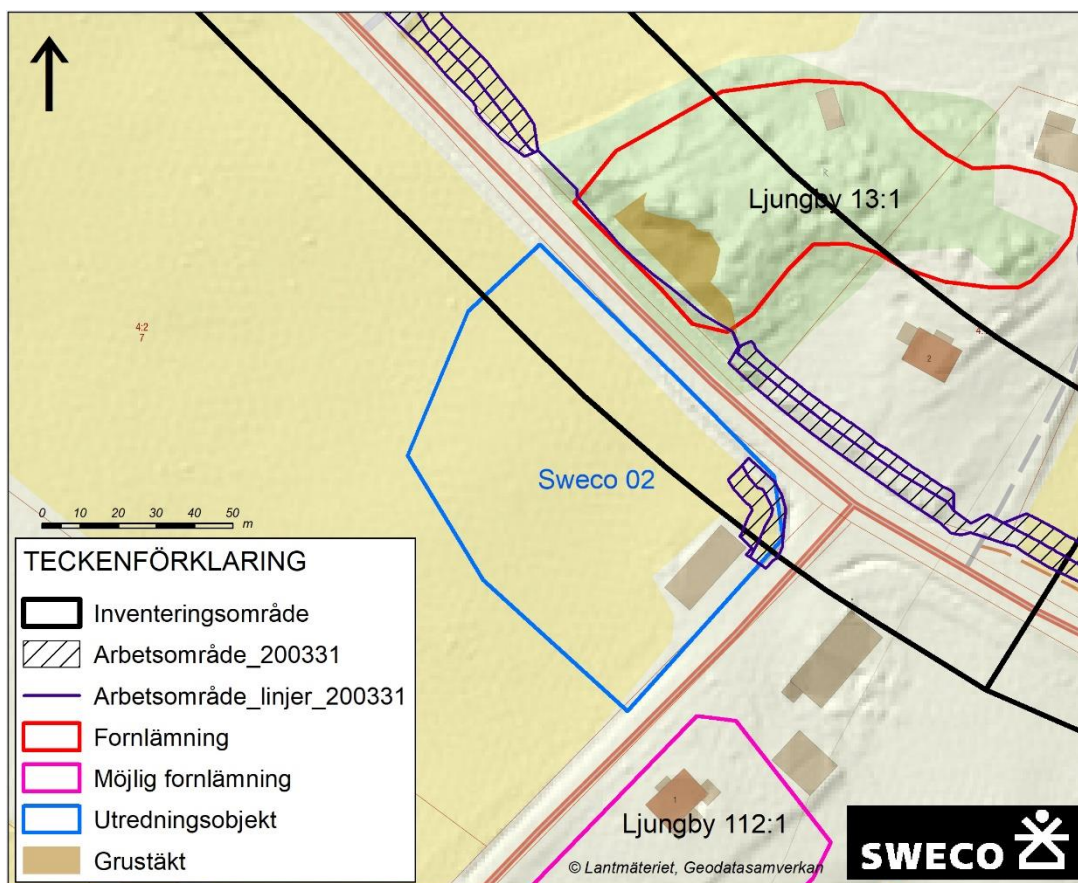 Ljungby 13:1
4:2
7
2
Sweco 02
0 10 20 30 40 50
m
TECKENFÖRKLARING
Inventeringsområde
Arbetsområde_200331
Arbetsområde_linjer_200331
Fornlämning
Möjlig fornlämning
Utredningsobjekt
Grustäkt
1
Ljungby 112:1
© Lantmäteriet, Geodatasamverkan
SWECO